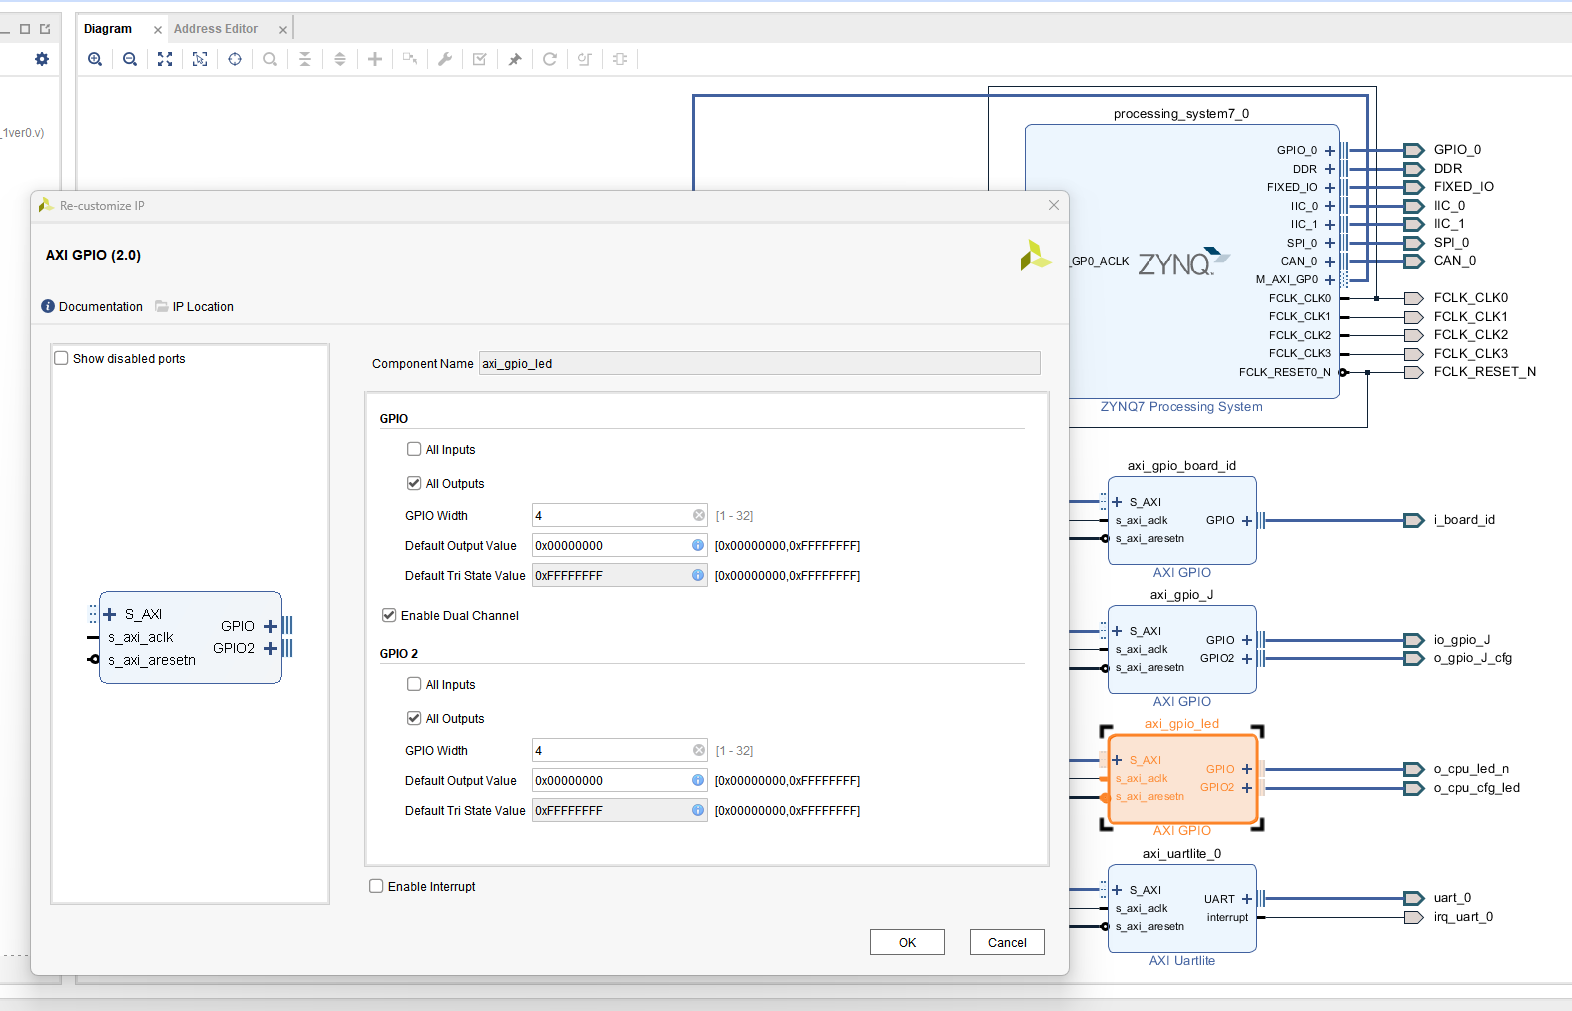 Diagram
Address Editor
_1ver0.v)
processing_system7_0
GPIO_0
DDR
FIXED_IO
IIC_0
IIC_1
SPI_0
CAN_0
M_AXI_GP0
FCLK_CLK0
FCLK_CLK1
FCLK_CLK2
FCLK_CLK3
FCLK_RESET0_N
_GP0_ACLK
ZYNQ
ZYNQ7 Processing System
GPIO_0
DDR
FIXED_IO
IIC_0
IIC_1
SPI_0
CAN_0
FCLK_CLK0
FCLK_CLK1
FCLK_CLK2
FCLK_CLK3
FCLK_RESET_N
Re-customize IP
AXI GPIO (2.0)
Documentation
IP Location
Show disabled ports
S_AXI
s_axi_aclk
s_axi_aresetn
GPIO
GPIO2
Component Name axi_gpio_led
GPIO
All Inputs
All Outputs
GPIO Width 4 [1 - 32]
Default Output Value 0x00000000 [0x00000000,0xFFFFFFFF]
Default Tri State Value 0xFFFFFFFF [0x00000000,0xFFFFFFFF]
Enable Dual Channel
GPIO 2
All Inputs
All Outputs
GPIO Width 4 [1 - 32]
Default Output Value 0x00000000 [0x00000000,0xFFFFFFFF]
Default Tri State Value 0xFFFFFFFF [0x00000000,0xFFFFFFFF]
Enable Interrupt
OK
Cancel
axi_gpio_board_id
S_AXI
s_axi_aclk
s_axi_aresetn
GPIO
i_board_id
AXI GPIO
axi_gpio_J
S_AXI
s_axi_aclk
s_axi_aresetn
GPIO
GPIO2
io_gpio_J
o_gpio_J_cfg
AXI GPIO
axi_gpio_led
S_AXI
s_axi_aclk
s_axi_aresetn
GPIO
GPIO2
o_cpu_led_n
o_cpu_cfg_led
AXI GPIO
axi_uartlite_0
S_AXI
s_axi_aclk
s_axi_aresetn
UART
interrupt
uart_0
irq_uart_0
AXI Uartlite